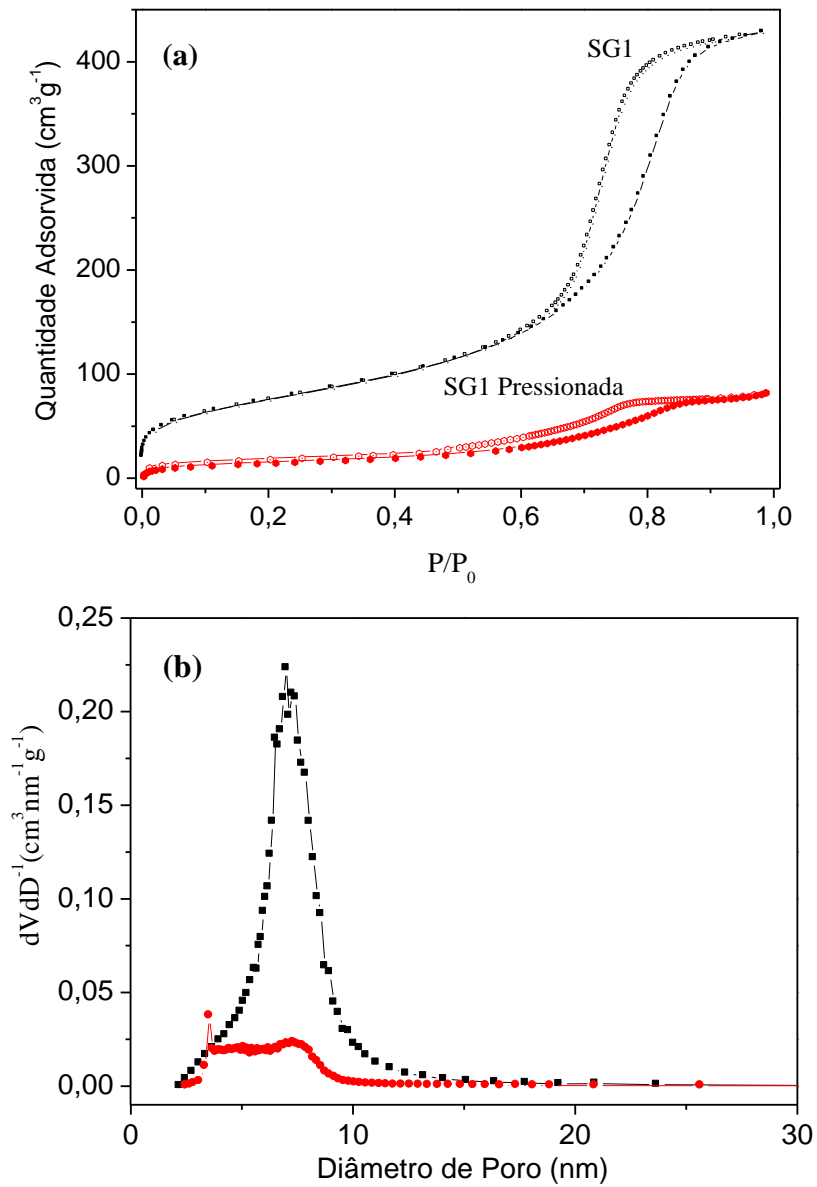 (a)
SG1
SG1 Pressionada
Quantidade Adsorvida (cm³g⁻¹)
400
300
200
100
0
0,0 0,2 0,4 0,6 0,8 1,0
P/P₀
(b)
dVdD⁻¹(cm³nm⁻¹g⁻¹)
0,25
0,20
0,15
0,10
0,05
0,00
0 10 20 30
Diâmetro de Poro (nm)